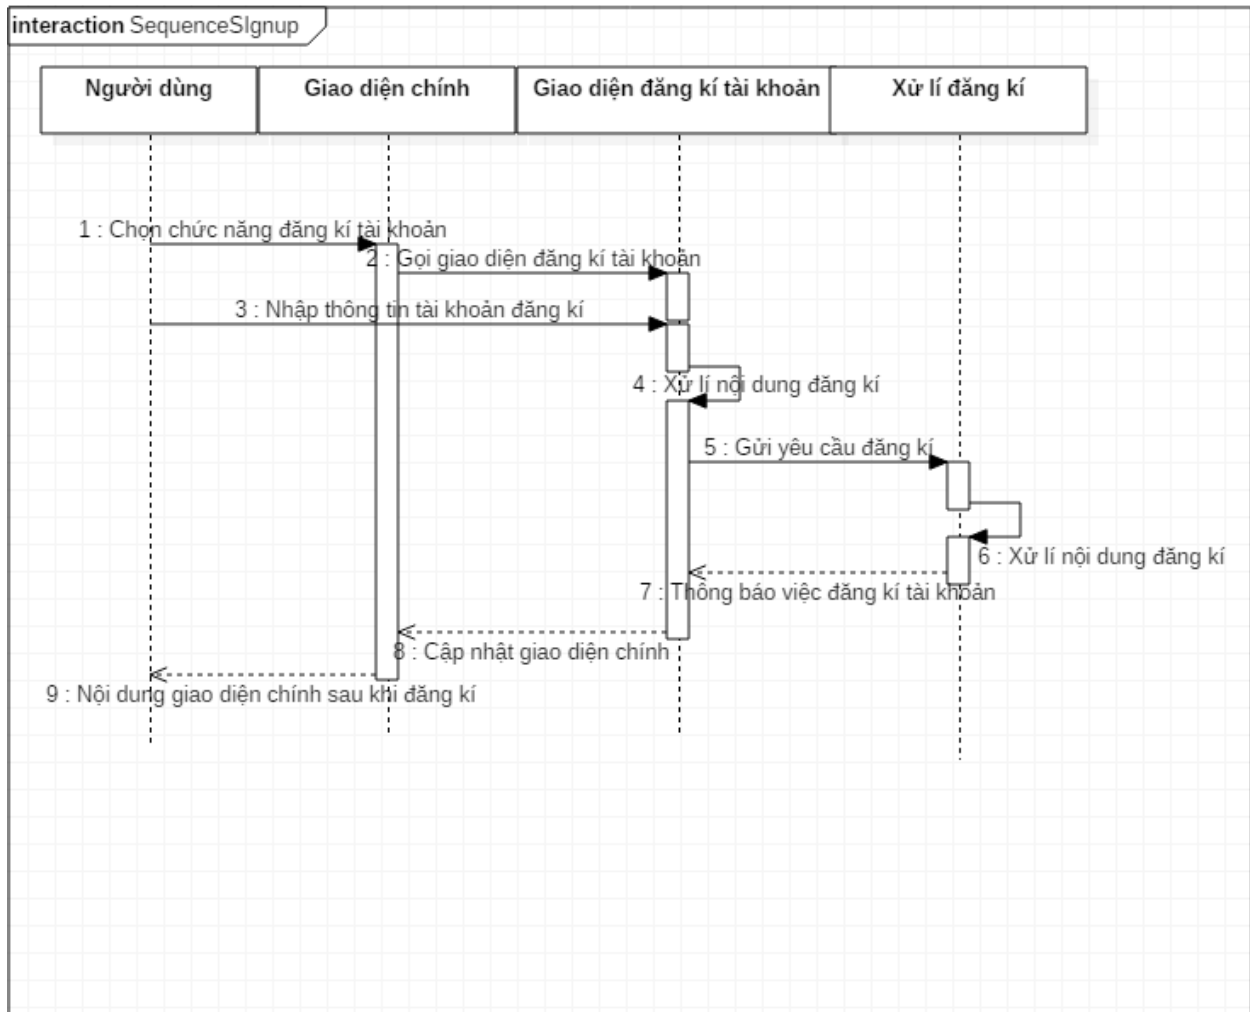 interaction SequenceSIgnup
Người dùng
Giao diện chính
Giao diện đăng kí tài khoản
Xử lí đăng kí
1 : Chọn chức năng đăng kí tài khoản
2 : Gọi giao diện đăng kí tài khoản
3 : Nhập thông tin tài khoản đăng kí
4 : Xử lí nội dung đăng kí
5 : Gửi yêu cầu đăng kí
6 : Xử lí nội dung đăng kí
7 : Thông báo việc đăng kí tài khoản
8 : Cập nhật giao diện chính
9 : Nội dung giao diện chính sau khi đăng kí